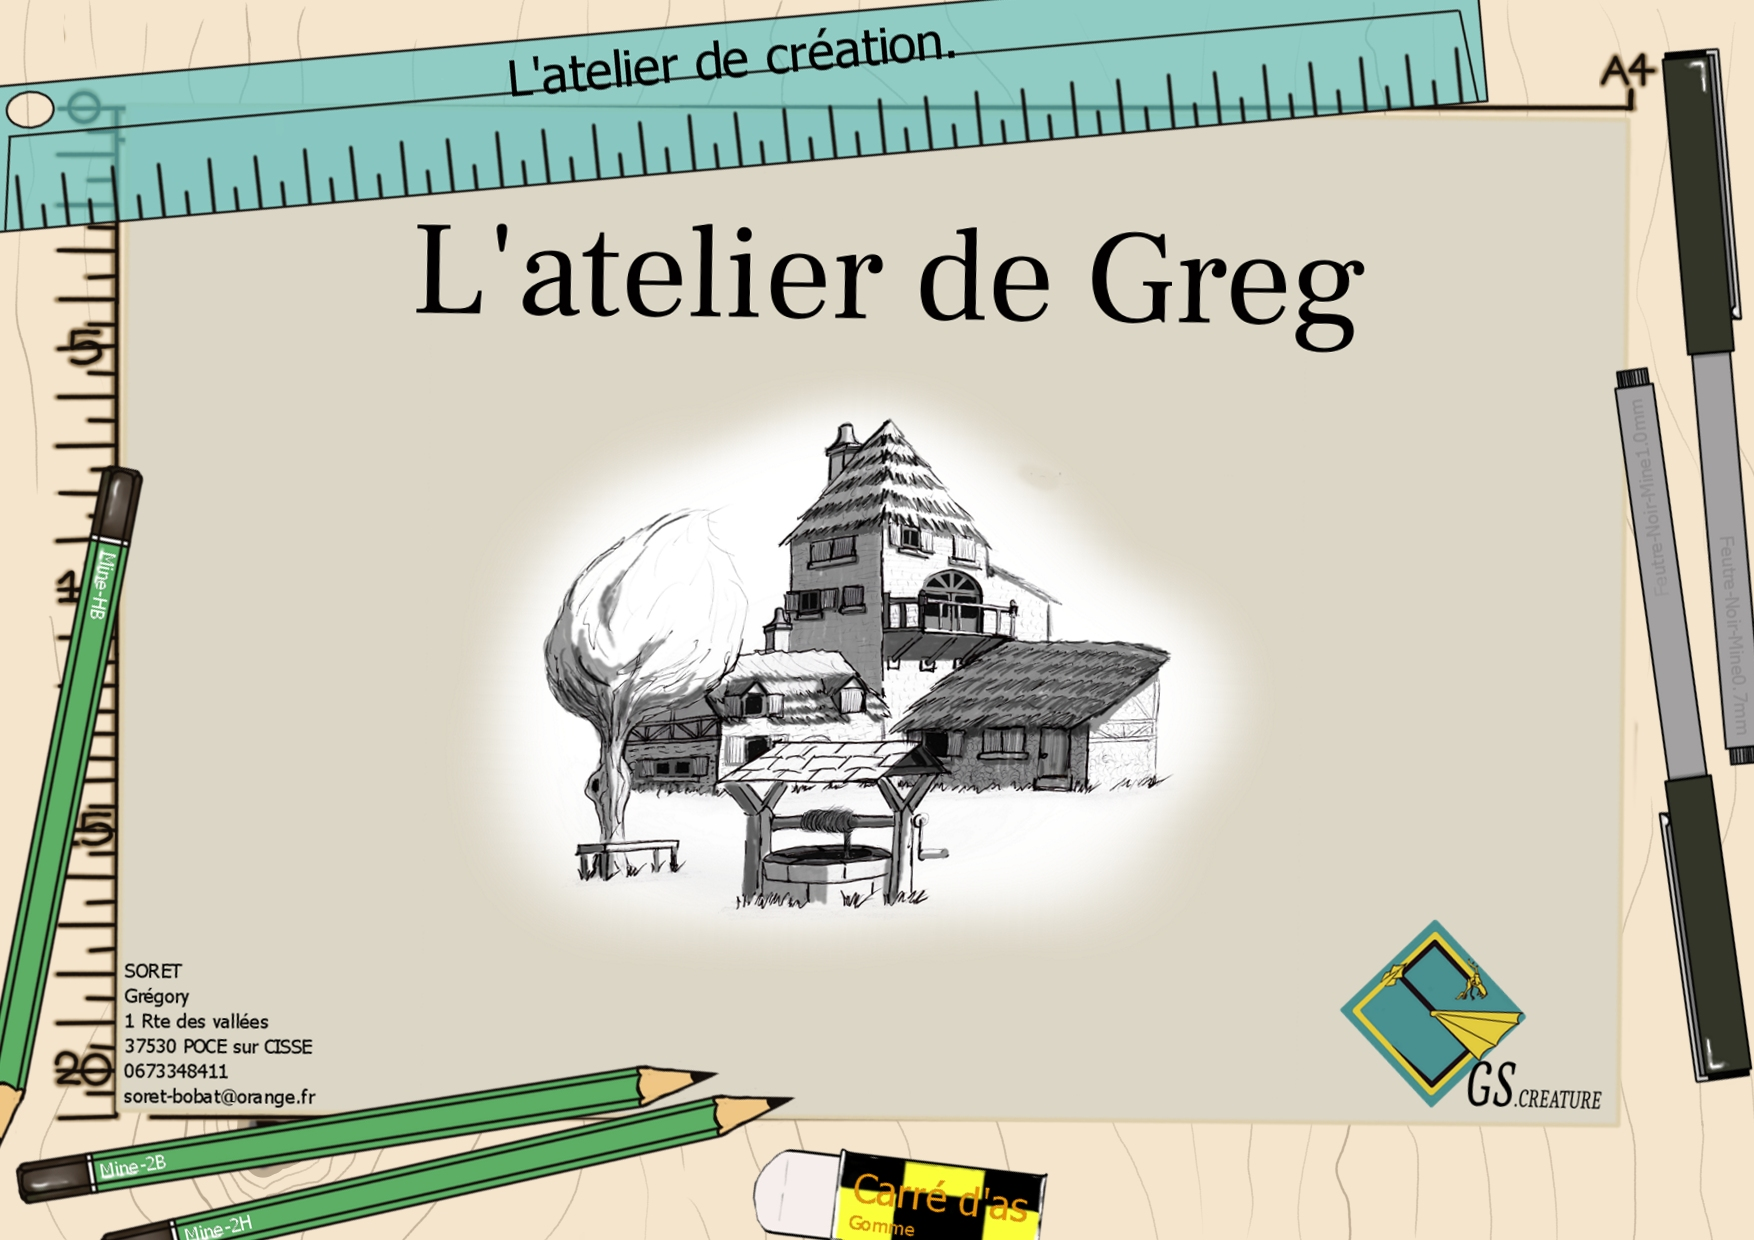 L'atelier de création.
A4
0
L'atelier de Greg
5
Feutre-Noir-Mine1.0mm
Feutre-Noir-Mine0.7mm
Mine-HB
1
15
SORET
Grégory
1 Rte des vallées
37530 POCE sur CISSE
0673348411
soret-bobat@orange.fr
20
GS.CREATURE
Mine-2B
Mine-2H
Carré d'as
Gomme